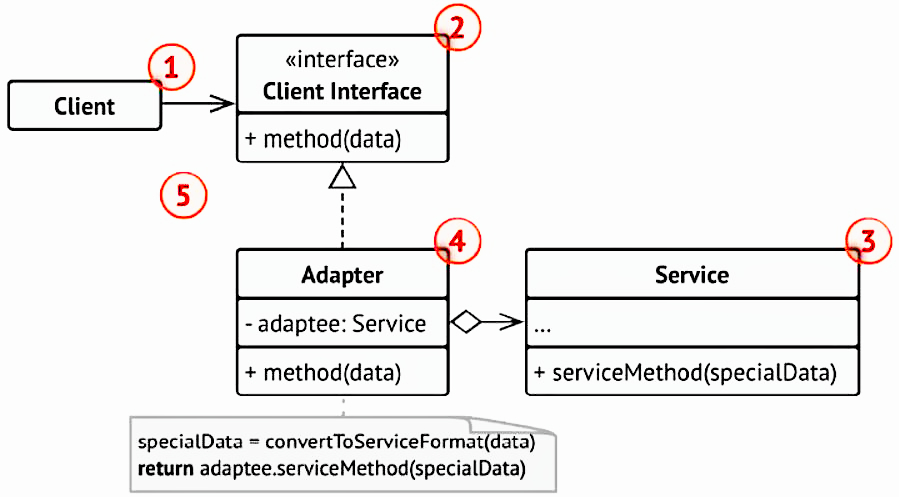 1
2
«interface»
Client
Client Interface
+ method(data)
5
4
3
Adapter
Service
- adaptee: Service
...
+ method(data)
+ serviceMethod(specialData)
specialData = convertToServiceFormat(data)
return adaptee.serviceMethod(specialData)